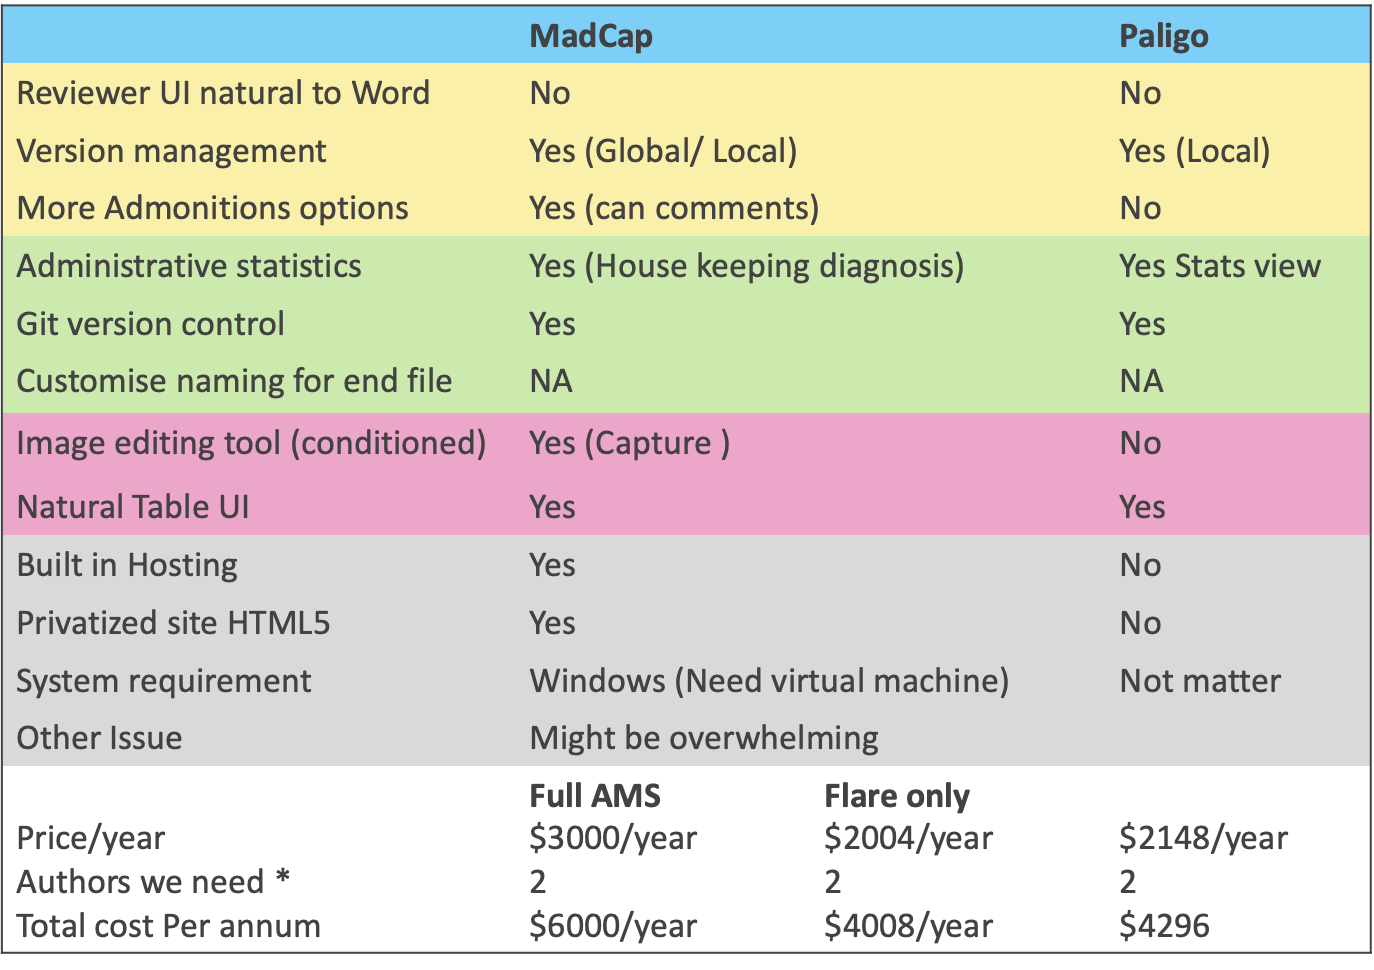 MadCap Paligo
Reviewer UI natural to Word No No
Version management Yes (Global/ Local) Yes (Local)
More Admonitions options Yes (can comments) No
Administrative statistics Yes (House keeping diagnosis) Yes Stats view
Git version control Yes Yes
Customise naming for end file NA NA
Image editing tool (conditioned) Yes (Capture ) No
Natural Table UI Yes Yes
Built in Hosting Yes No
Privatized site HTML5 Yes No
System requirement Windows (Need virtual machine) Not matter
Other Issue Might be overwhelming
Full AMS Flare only
Price/year $3000/year $2004/year $2148/year
Authors we need * 2 2 2
Total cost Per annum $6000/year $4008/year $4296